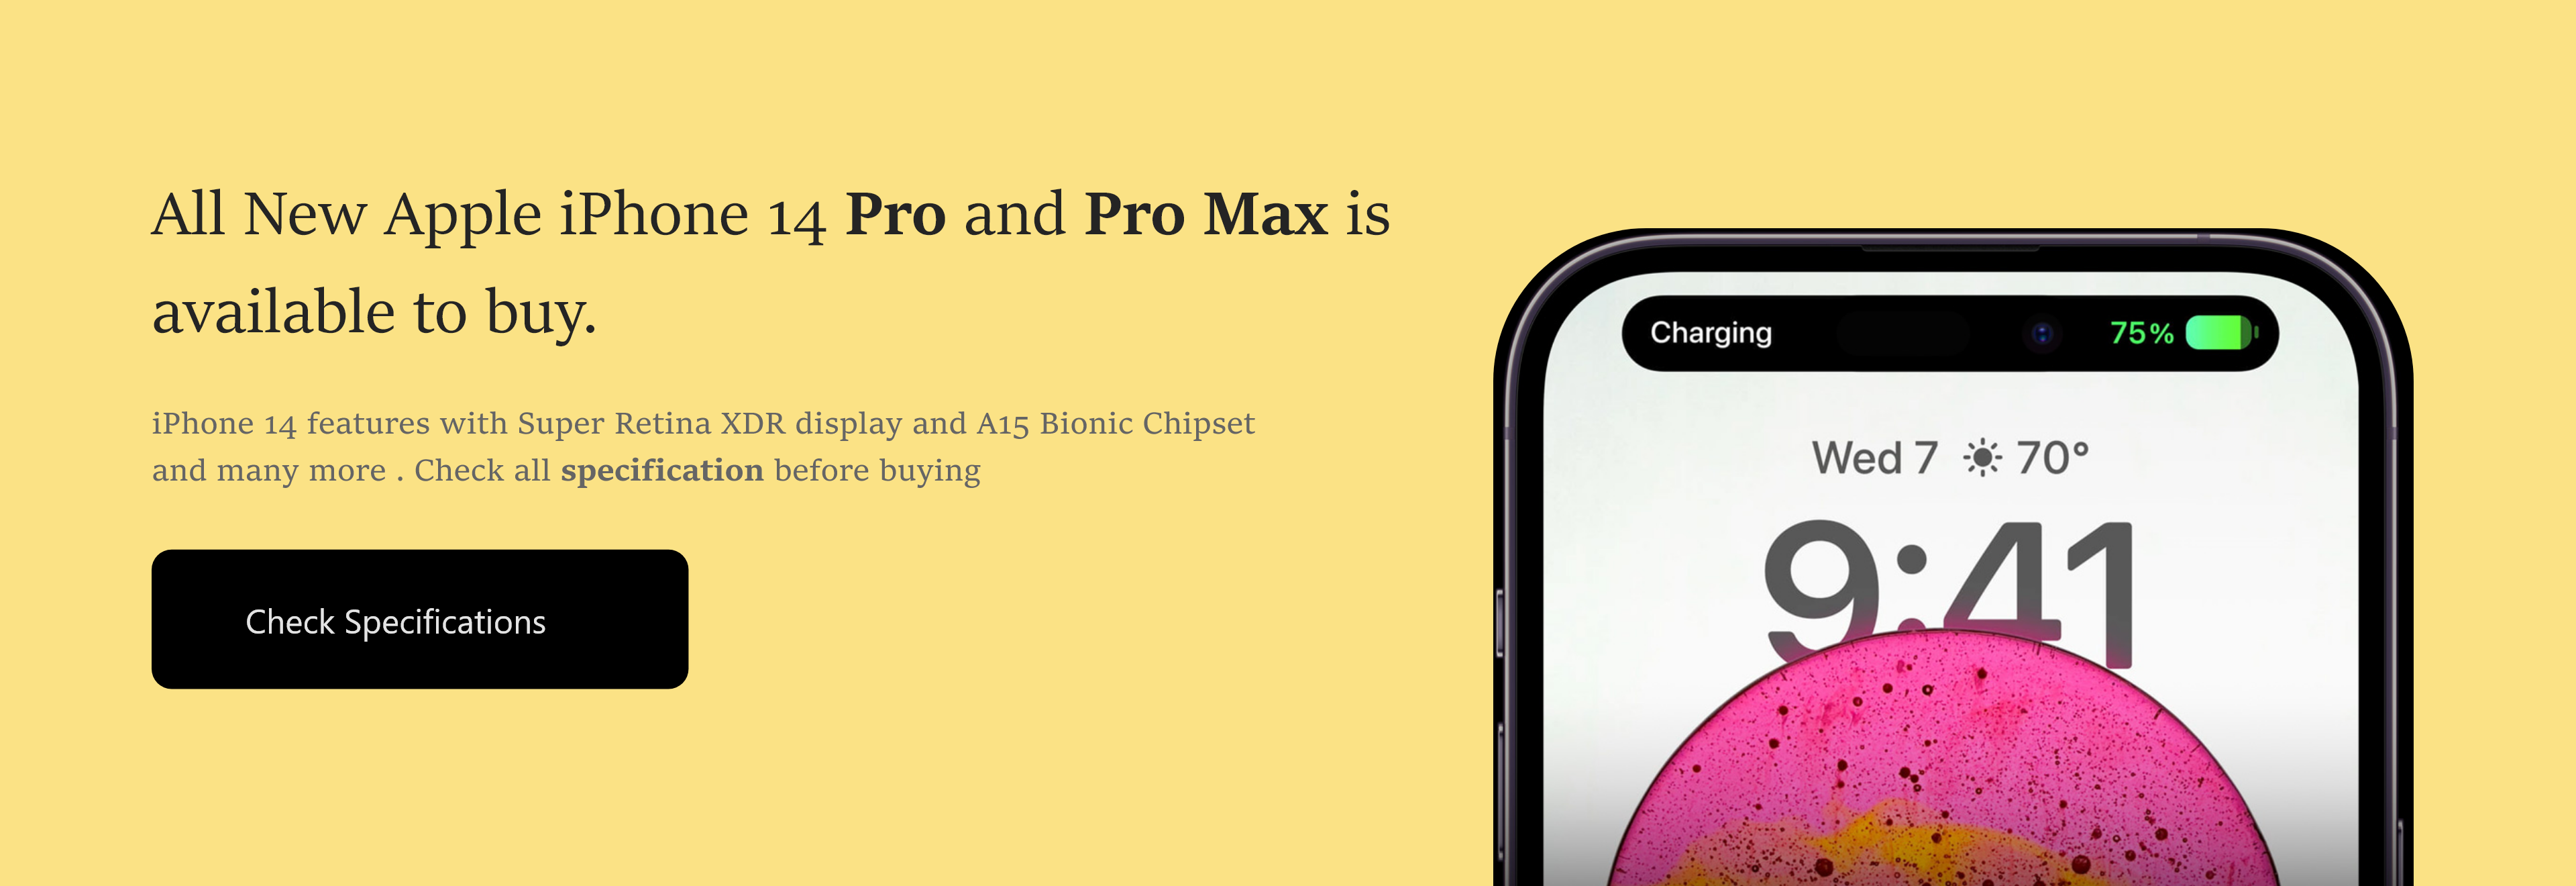 All New Apple iPhone 14 Pro and Pro Max is
available to buy.
iPhone 14 features with Super Retina XDR display and A15 Bionic Chipset
and many more . Check all specification before buying
Check Specifications
Charging 75%
Wed 7 70°
9:41